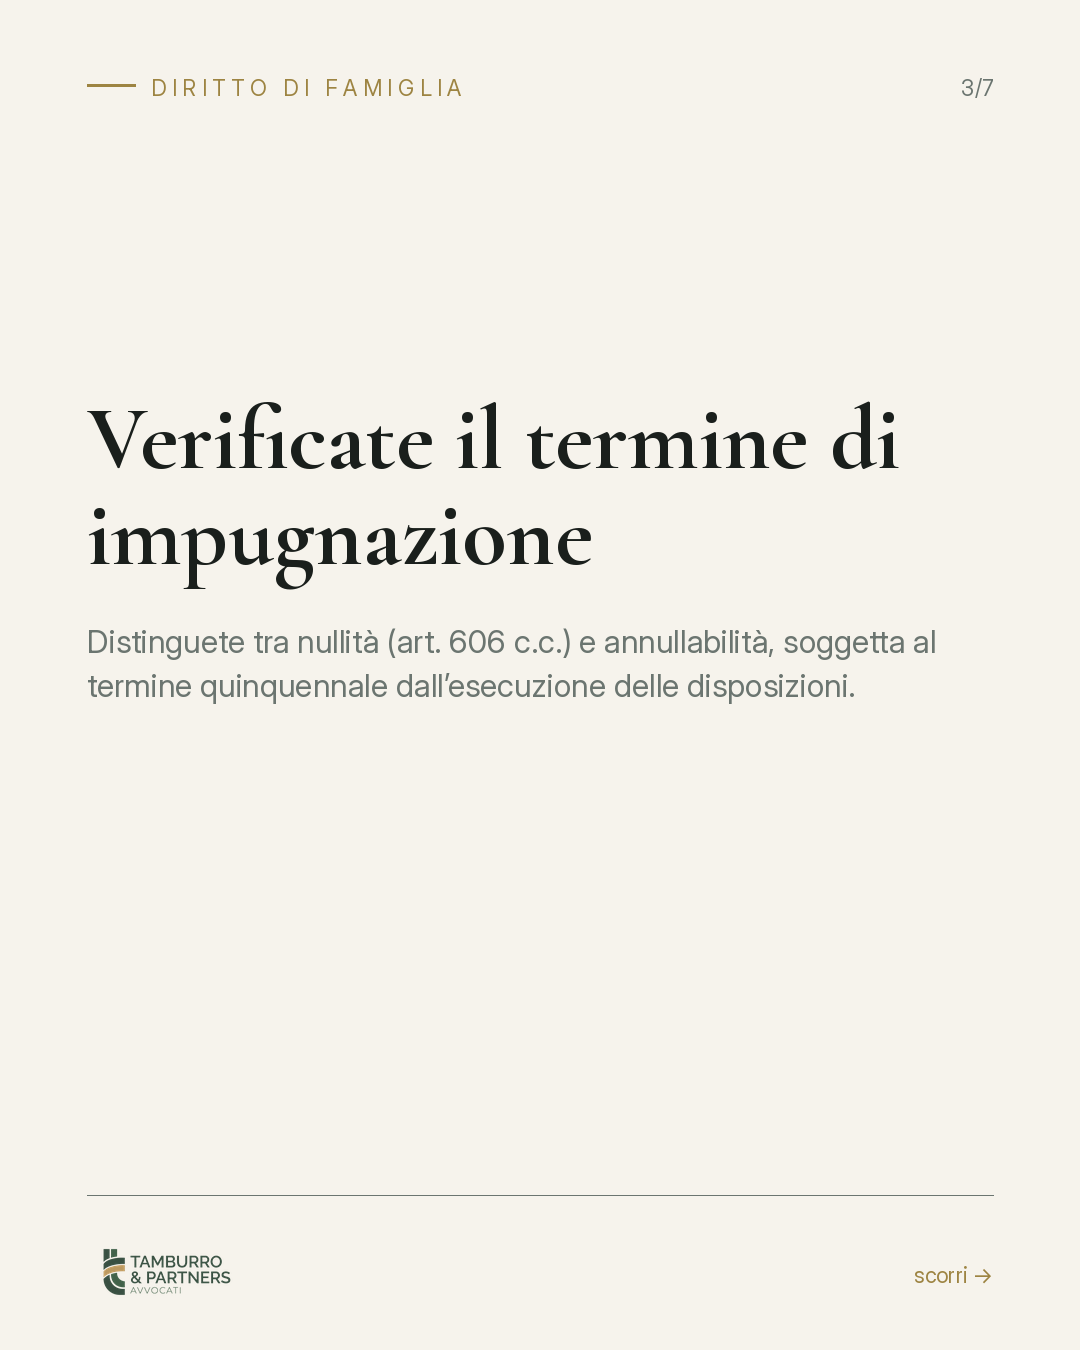 DIRITTO DI FAMIGLIA
3/7
Verificate il termine di
impugnazione
Distinguete tra nullità (art. 606 c.c.) e annullabilità, soggetta al
termine quinquennale dall’esecuzione delle disposizioni.
TAMBURRO
& PARTNERS
AVVOCATI
scorri →